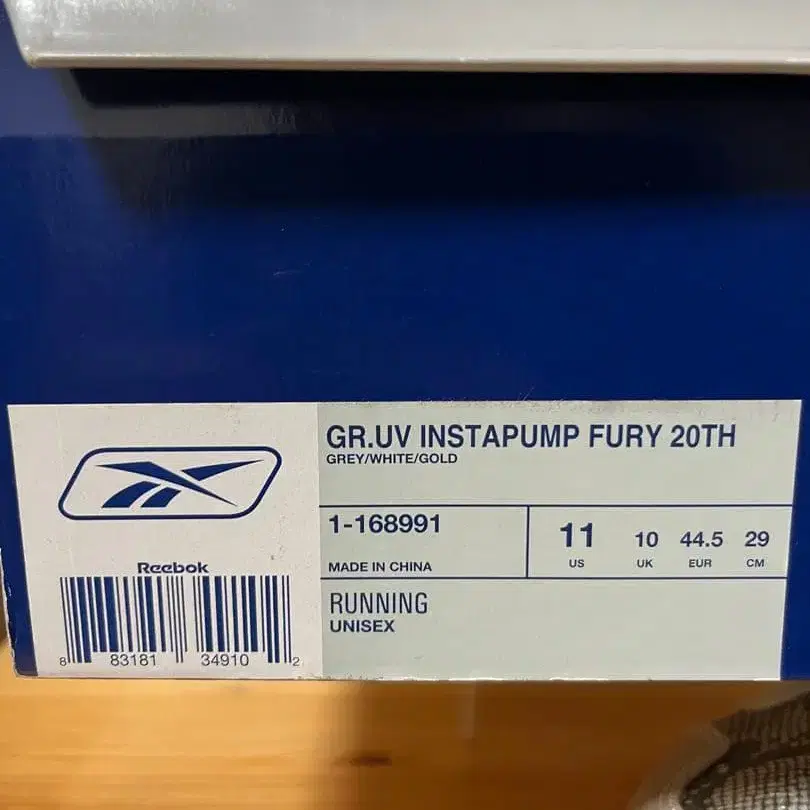 GR.UV INSTAPUMP FURY 20TH
GREY/WHITE/GOLD
1-168991
MADE IN CHINA
11 10 44.5 29
US UK EUR CM
RUNNING
UNISEX
Reebok
8 83181 34910 2